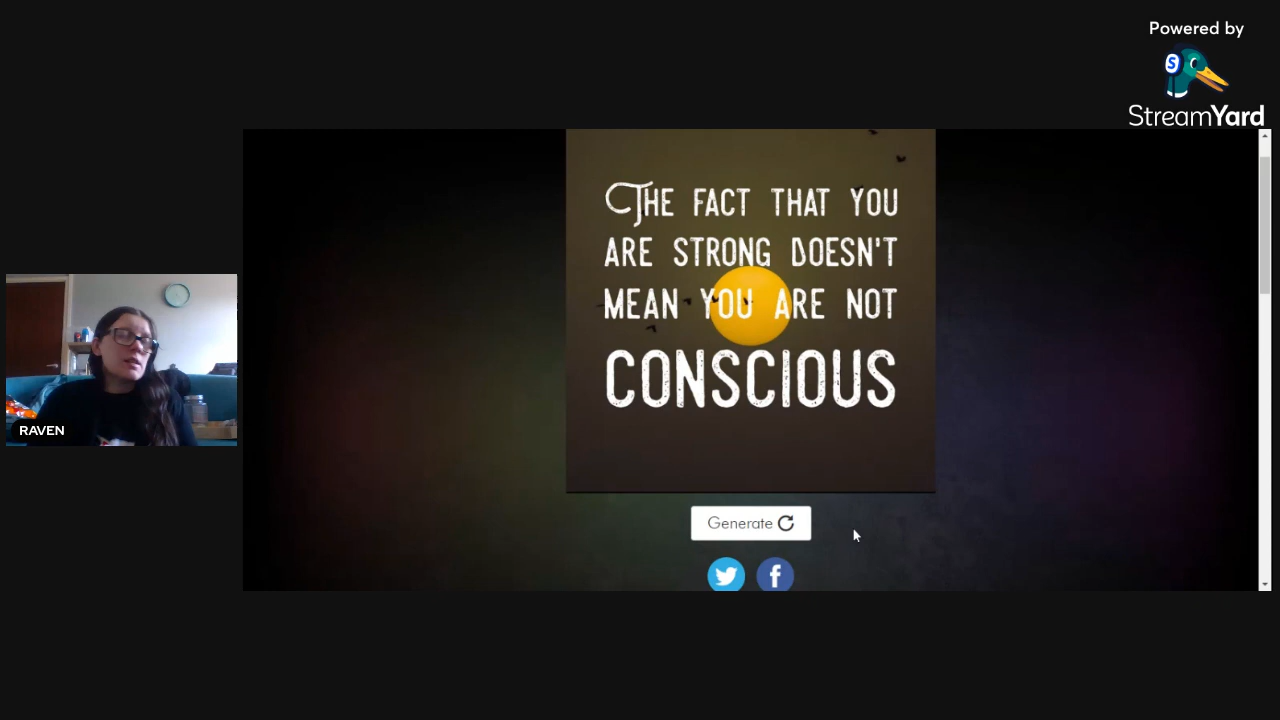 Powered by
S
StreamYard
THE FACT THAT YOU
ARE STRONG DOESN'T
MEAN YOU ARE NOT
CONSCIOUS
RAVEN
Generate
f